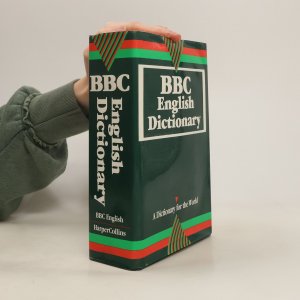 BBC
English
Dictionary
BBC English
HarperCollins
BBC
English
Dictionary
A Dictionary for the World